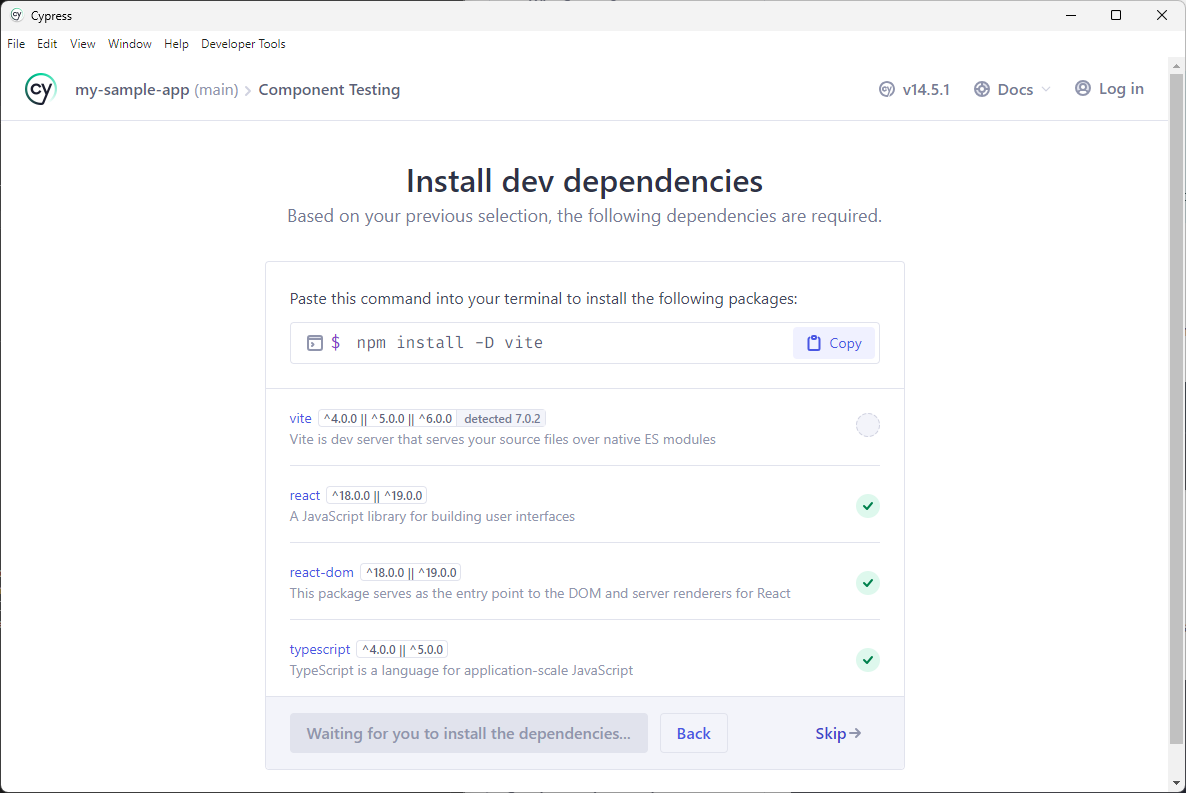 Cypress
File Edit View Window Help Developer Tools
cy my-sample-app (main) Component Testing cy v14.5.1 Docs Log in
Install dev dependencies
Based on your previous selection, the following dependencies are required.
Paste this command into your terminal to install the following packages:
$ npm install -D vite Copy
vite ^4.0.0 || ^5.0.0 || ^6.0.0 detected 7.0.2
Vite is dev server that serves your source files over native ES modules
react ^18.0.0 || ^19.0.0
A JavaScript library for building user interfaces
react-dom ^18.0.0 || ^19.0.0
This package serves as the entry point to the DOM and server renderers for React
typescript ^4.0.0 || ^5.0.0
TypeScript is a language for application-scale JavaScript
Waiting for you to install the dependencies... Back Skip